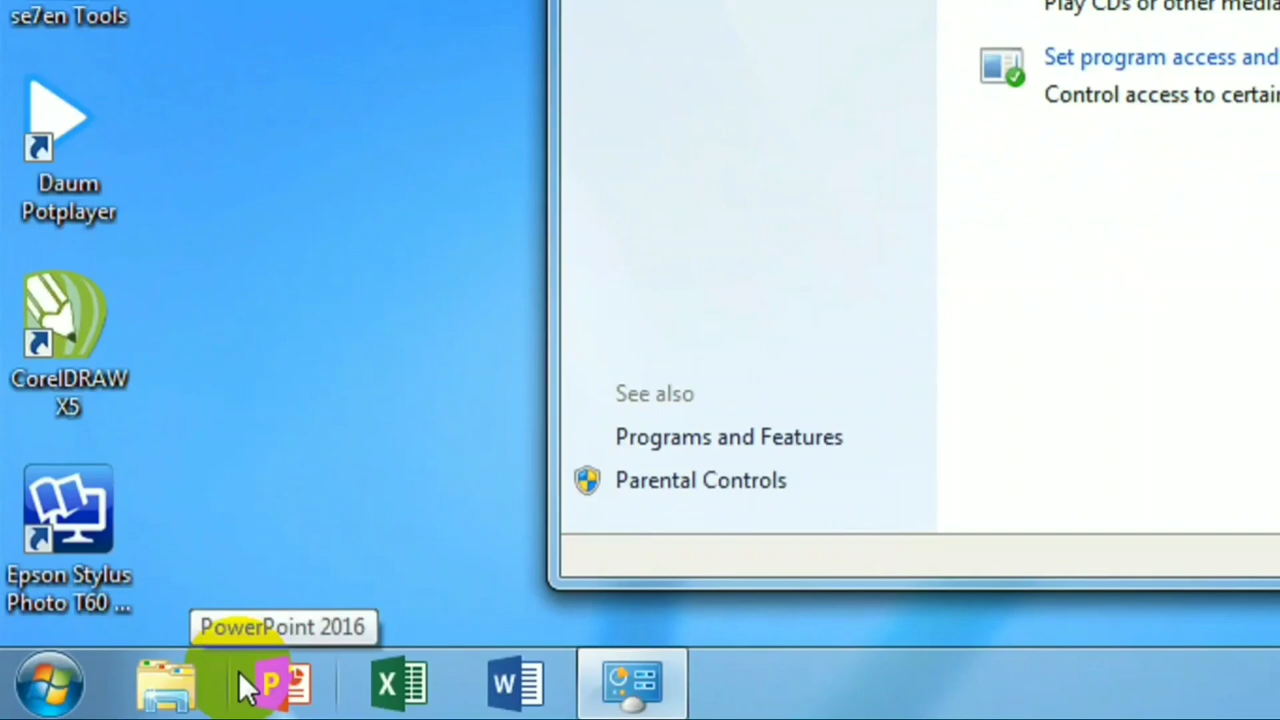 se7en Tools
Daum
Potplayer
CorelDRAW
X5
Epson Stylus
Photo T60 ...
Play CDs or other media
Set program access and
Control access to certain
See also
Programs and Features
Parental Controls
PowerPoint 2016
P
X
W